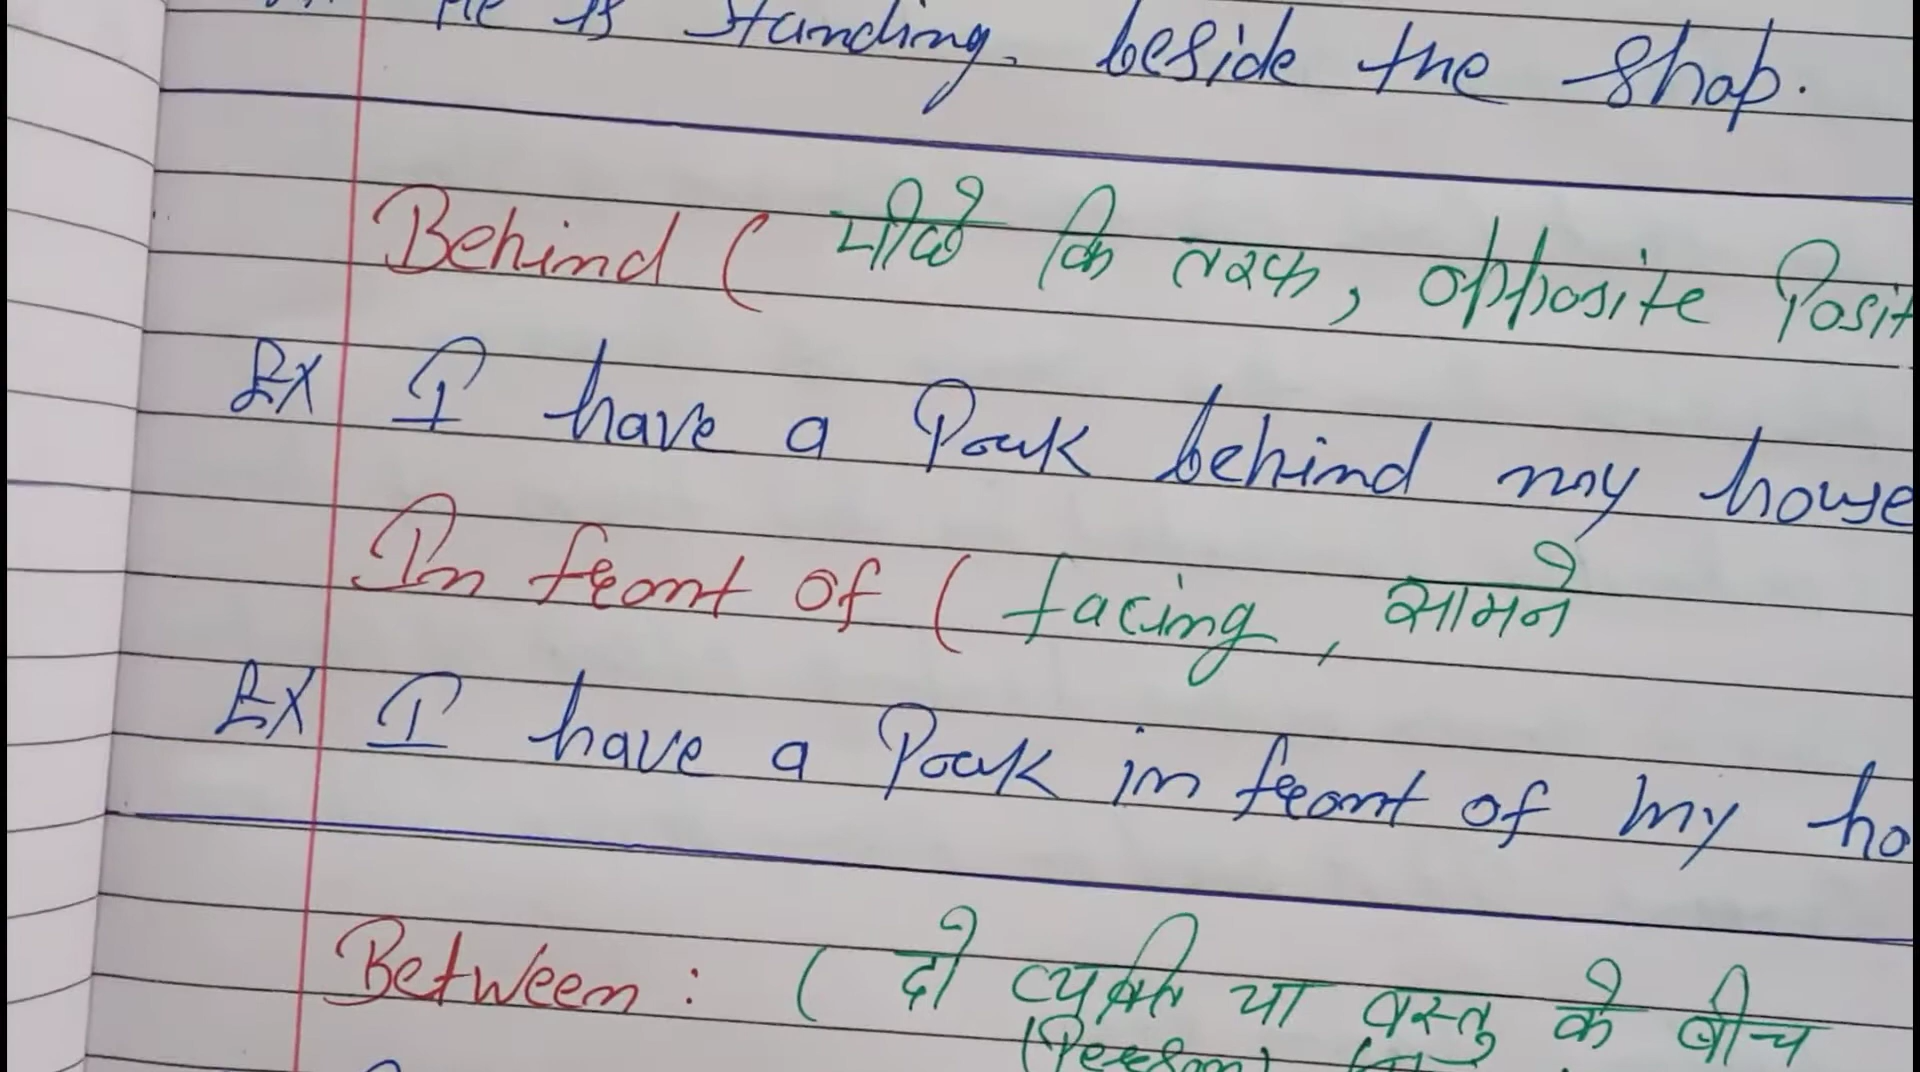 He is standing. beside the shop.
Behind ( पीछे कि तरफ, opposite Posit
EX I have a Park behind my house
In front of ( facing, सामने
EX I have a Park in front of my ho
Between : ( दो व्यक्ति या वस्तु के बीच
(Person)